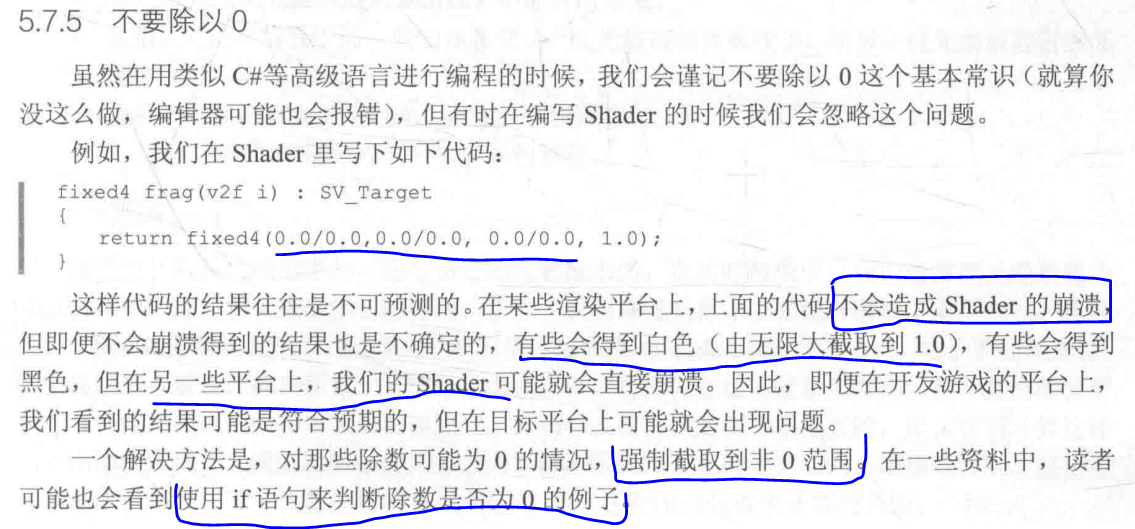 5.7.5 不要除以 0
虽然在用类似 C#等高级语言进行编程的时候，我们会谨记不要除以 0 这个基本常识（就算你
没这么做，编辑器可能也会报错），但有时在编写 Shader 的时候我们会忽略这个问题。
例如，我们在 Shader 里写下如下代码：
fixed4 frag(v2f i) : SV_Target
{
return fixed4(0.0/0.0,0.0/0.0, 0.0/0.0, 1.0);
}
这样代码的结果往往是不可预测的。在某些渲染平台上，上面的代码不会造成 Shader 的崩溃，
但即便不会崩溃得到的结果也是不确定的，有些会得到白色（由无限大截取到 1.0），有些会得到
黑色，但在另一些平台上，我们的 Shader 可能就会直接崩溃。因此，即便在开发游戏的平台上，
我们看到的结果可能是符合预期的，但在目标平台上可能就会出现问题。
一个解决方法是，对那些除数可能为 0 的情况，强制截取到非 0 范围。在一些资料中，读者
可能也会看到使用 if 语句来判断除数是否为 0 的例子。